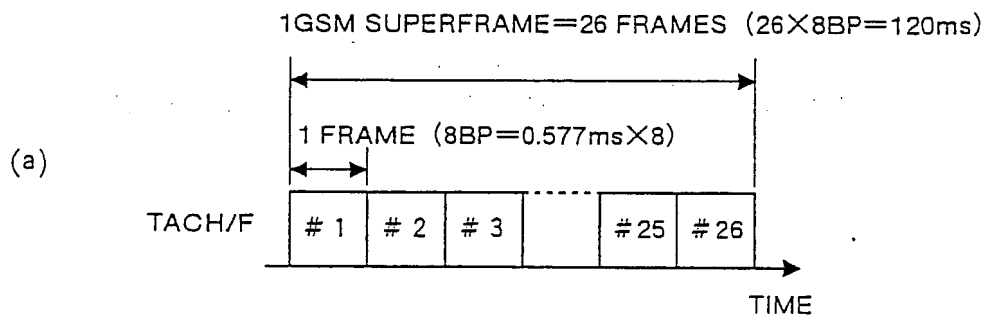 1GSM SUPERFRAME=26 FRAMES (26×8BP=120ms)
1 FRAME (8BP=0.577ms×8)
(a)
TACH/F # 1 # 2 # 3 #25 #26
TIME